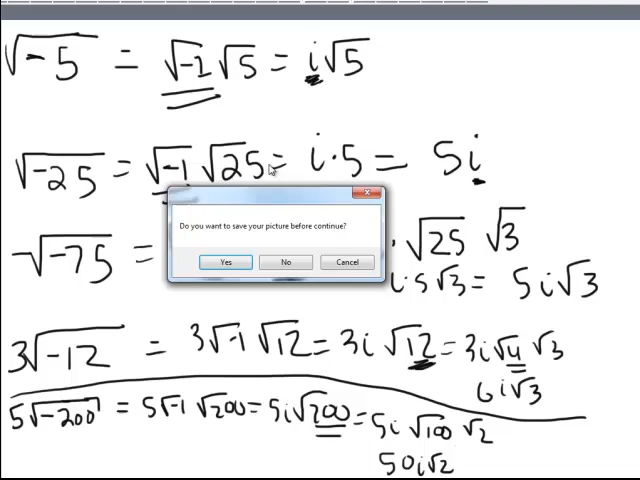 √-5 = √-1 √5 = i√5
√-25 = √-1 √25 = i·5 = 5i
Do you want to save your picture before continue?
Yes No Cancel
-√-75 = · √25 √3
i·5√3 = 5i√3
3√-12 = 3√-1 √12 = 3i √12 = 3i√4 √3
6i√3
5√-200 = 5√-1 √200 = 5i√200 = 5i √100 √2
50i√2